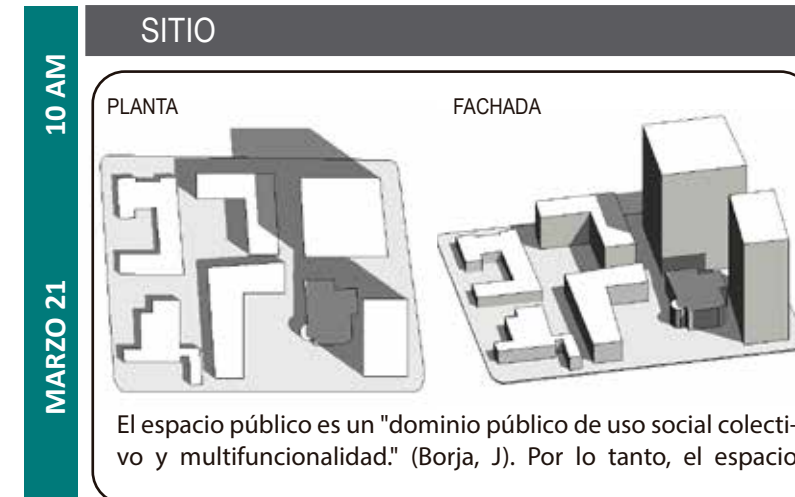 SITIO
10 AM
MARZO 21
PLANTA
FACHADA
El espacio público es un "dominio público de uso social colecti-
vo y multifuncionalidad." (Borja, J). Por lo tanto, el espacio